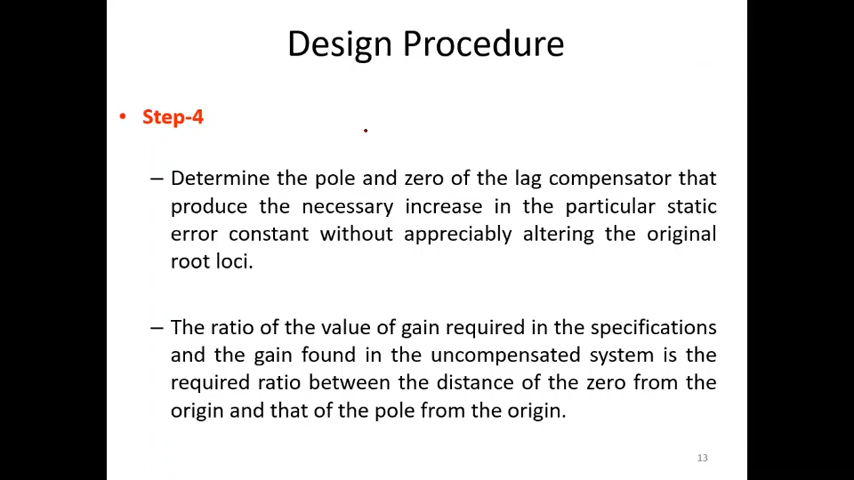 Design Procedure
• Step-4
– Determine the pole and zero of the lag compensator that
produce the necessary increase in the particular static
error constant without appreciably altering the original
root loci.
– The ratio of the value of gain required in the specifications
and the gain found in the uncompensated system is the
required ratio between the distance of the zero from the
origin and that of the pole from the origin.
13